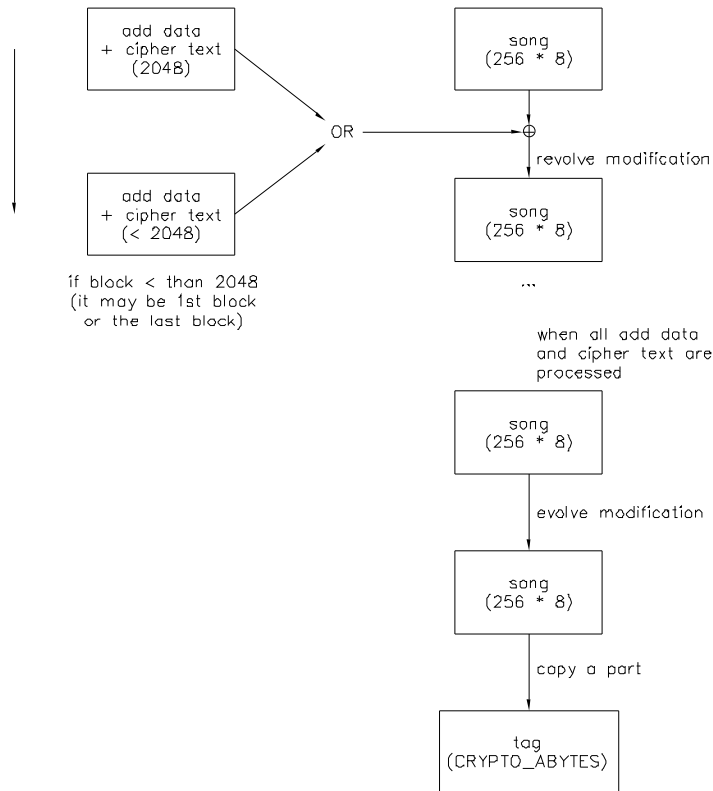 add data
+ cipher text
(2048)
song
(256 * 8)
OR
⊕
revolve modification
add data
+ cipher text
(< 2048)
song
(256 * 8)
if block < than 2048
(it may be 1st block
or the last block)
...
when all add data
and cipher text are
processed
song
(256 * 8)
evolve modification
song
(256 * 8)
copy a part
tag
(CRYPTO_ABYTES)